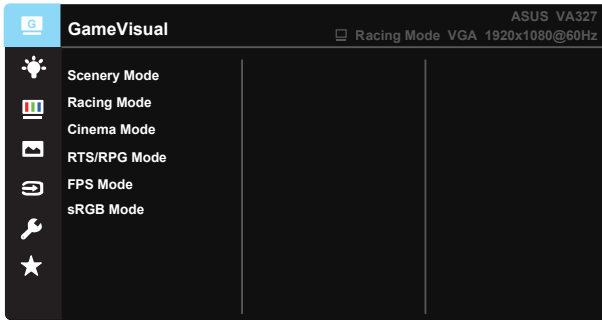 G
GameVisual
ASUS VA327
Racing Mode VGA 1920x1080@60Hz
Scenery Mode
Racing Mode
Cinema Mode
RTS/RPG Mode
FPS Mode
sRGB Mode